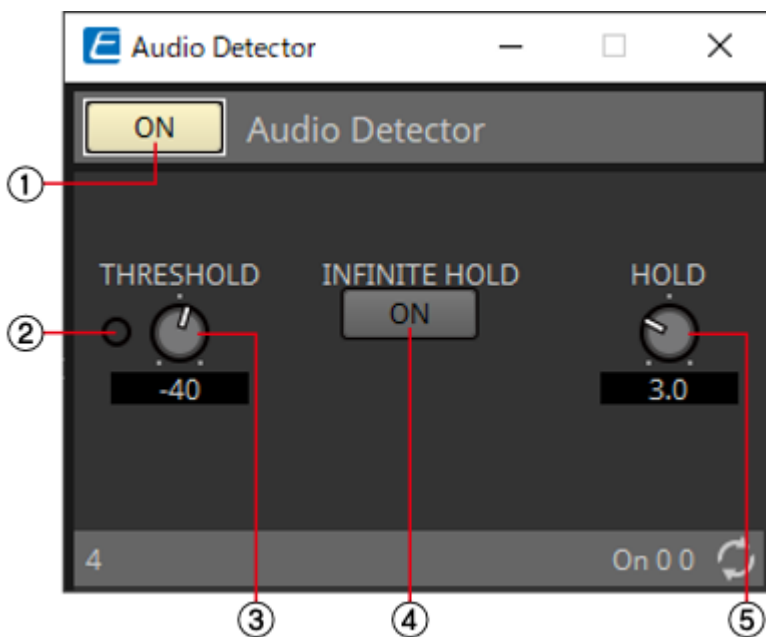 Audio Detector
ON Audio Detector
①
THRESHOLD INFINITE HOLD HOLD
ON
②
-40 3.0
4 On 0 0
③ ④ ⑤